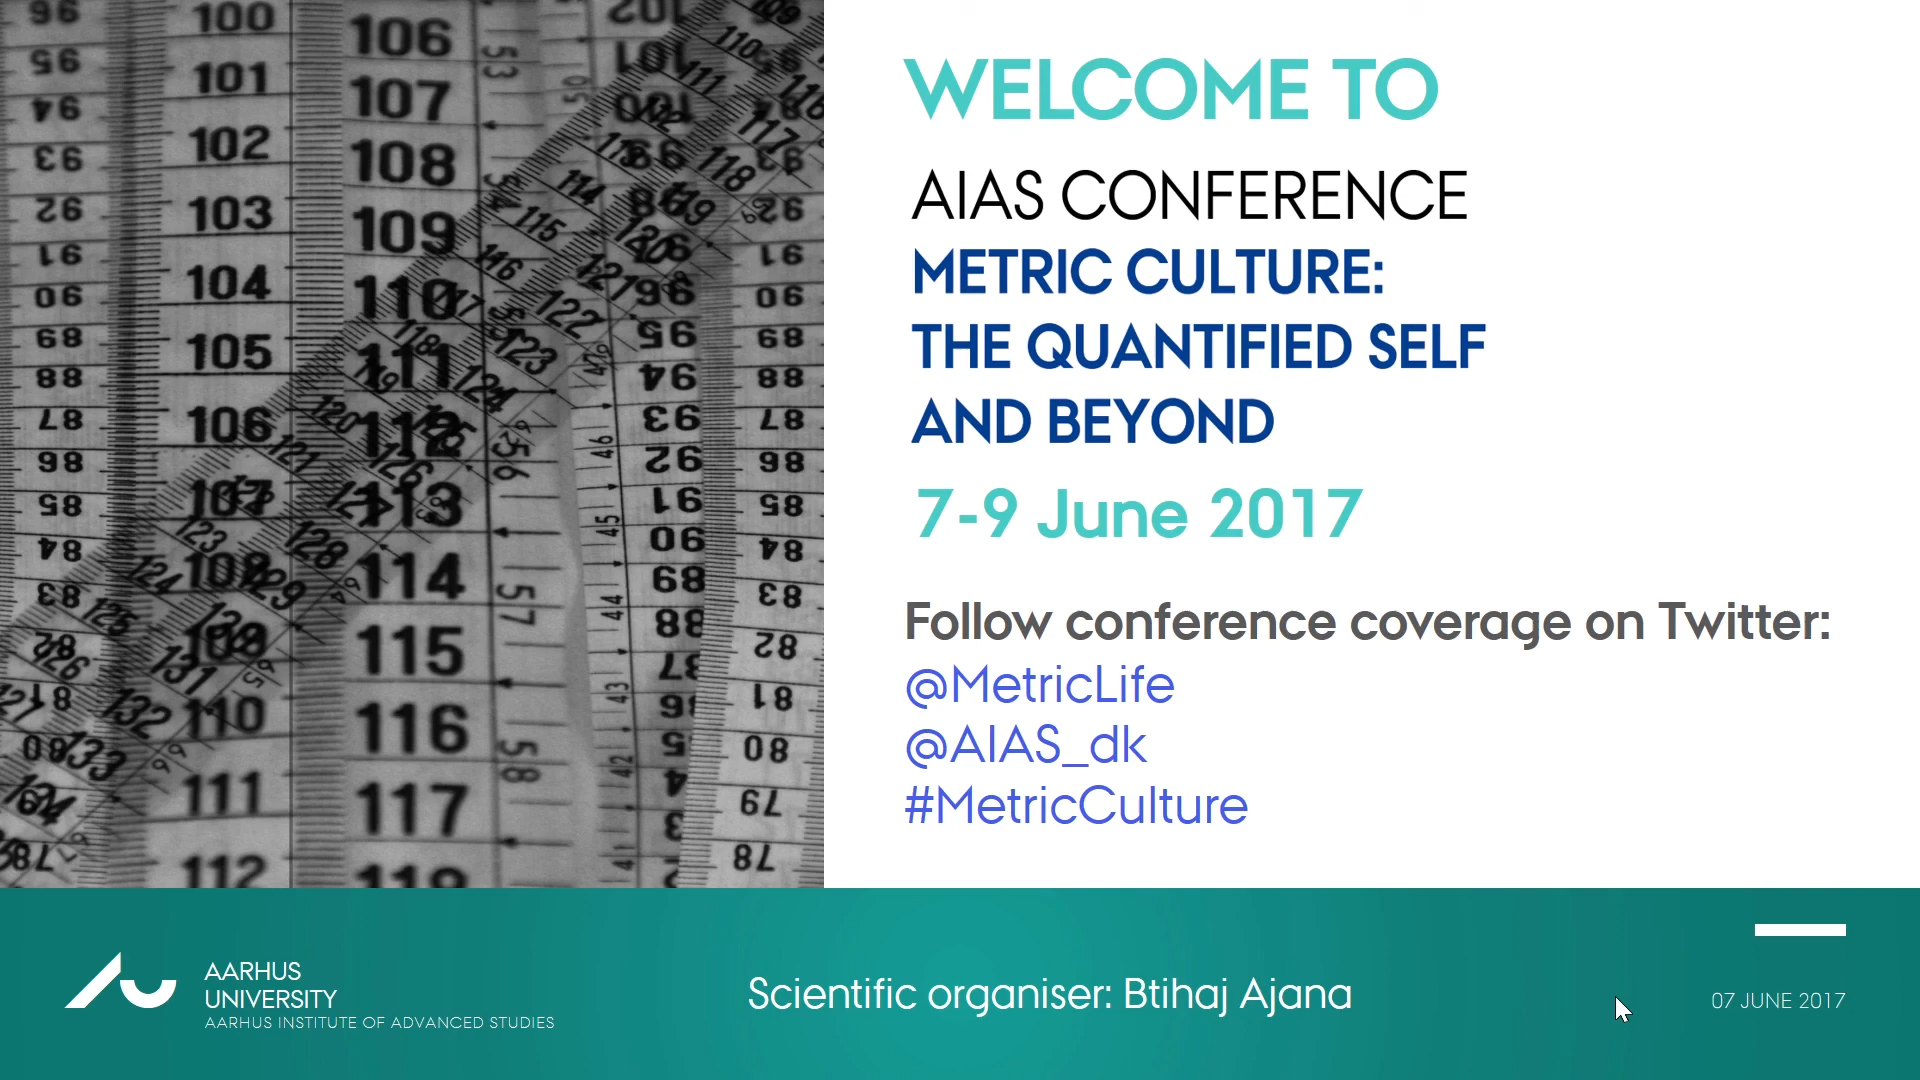 WELCOME TO
AIAS CONFERENCE
METRIC CULTURE:
THE QUANTIFIED SELF
AND BEYOND
7-9 June 2017
Follow conference coverage on Twitter:
@MetricLife
@AIAS_dk
#MetricCulture
AARHUS
UNIVERSITY
AARHUS INSTITUTE OF ADVANCED STUDIES
Scientific organiser: Btihaj Ajana
07 JUNE 2017